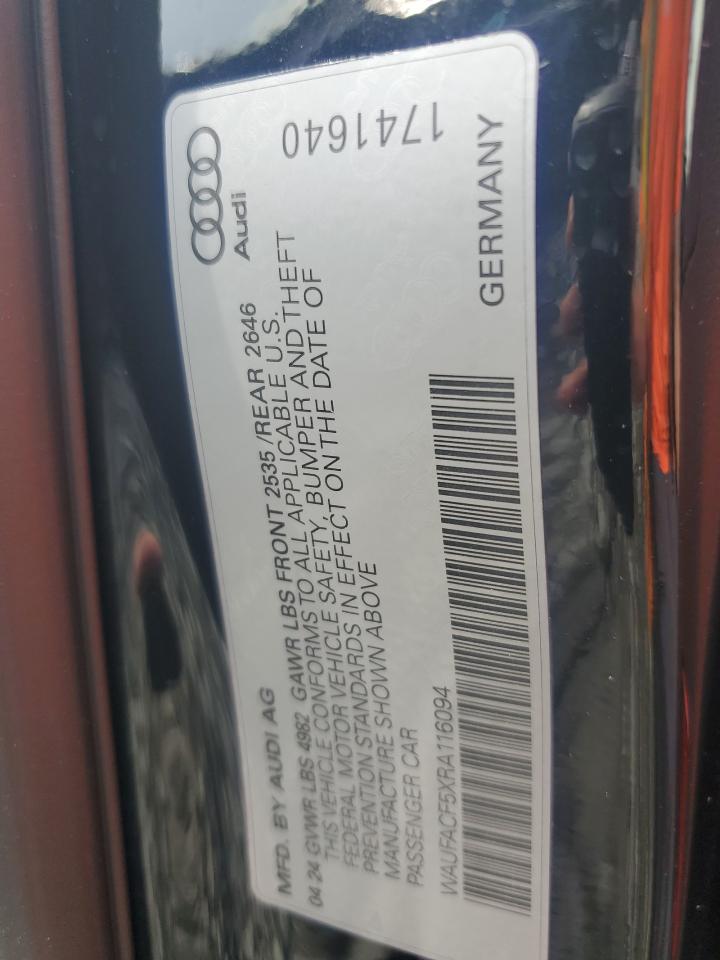 MFD. BY AUDI AG
04 24 GVWR LBS 4982 GAWR LBS FRONT 2535 /REAR 2646
THIS VEHICLE CONFORMS TO ALL APPLICABLE U.S.
FEDERAL MOTOR VEHICLE SAFETY, BUMPER AND THEFT
PREVENTION STANDARDS IN EFFECT ON THE DATE OF
MANUFACTURE SHOWN ABOVE
PASSENGER CAR
WAUFACF5XRA116094
Audi
1741640
GERMANY